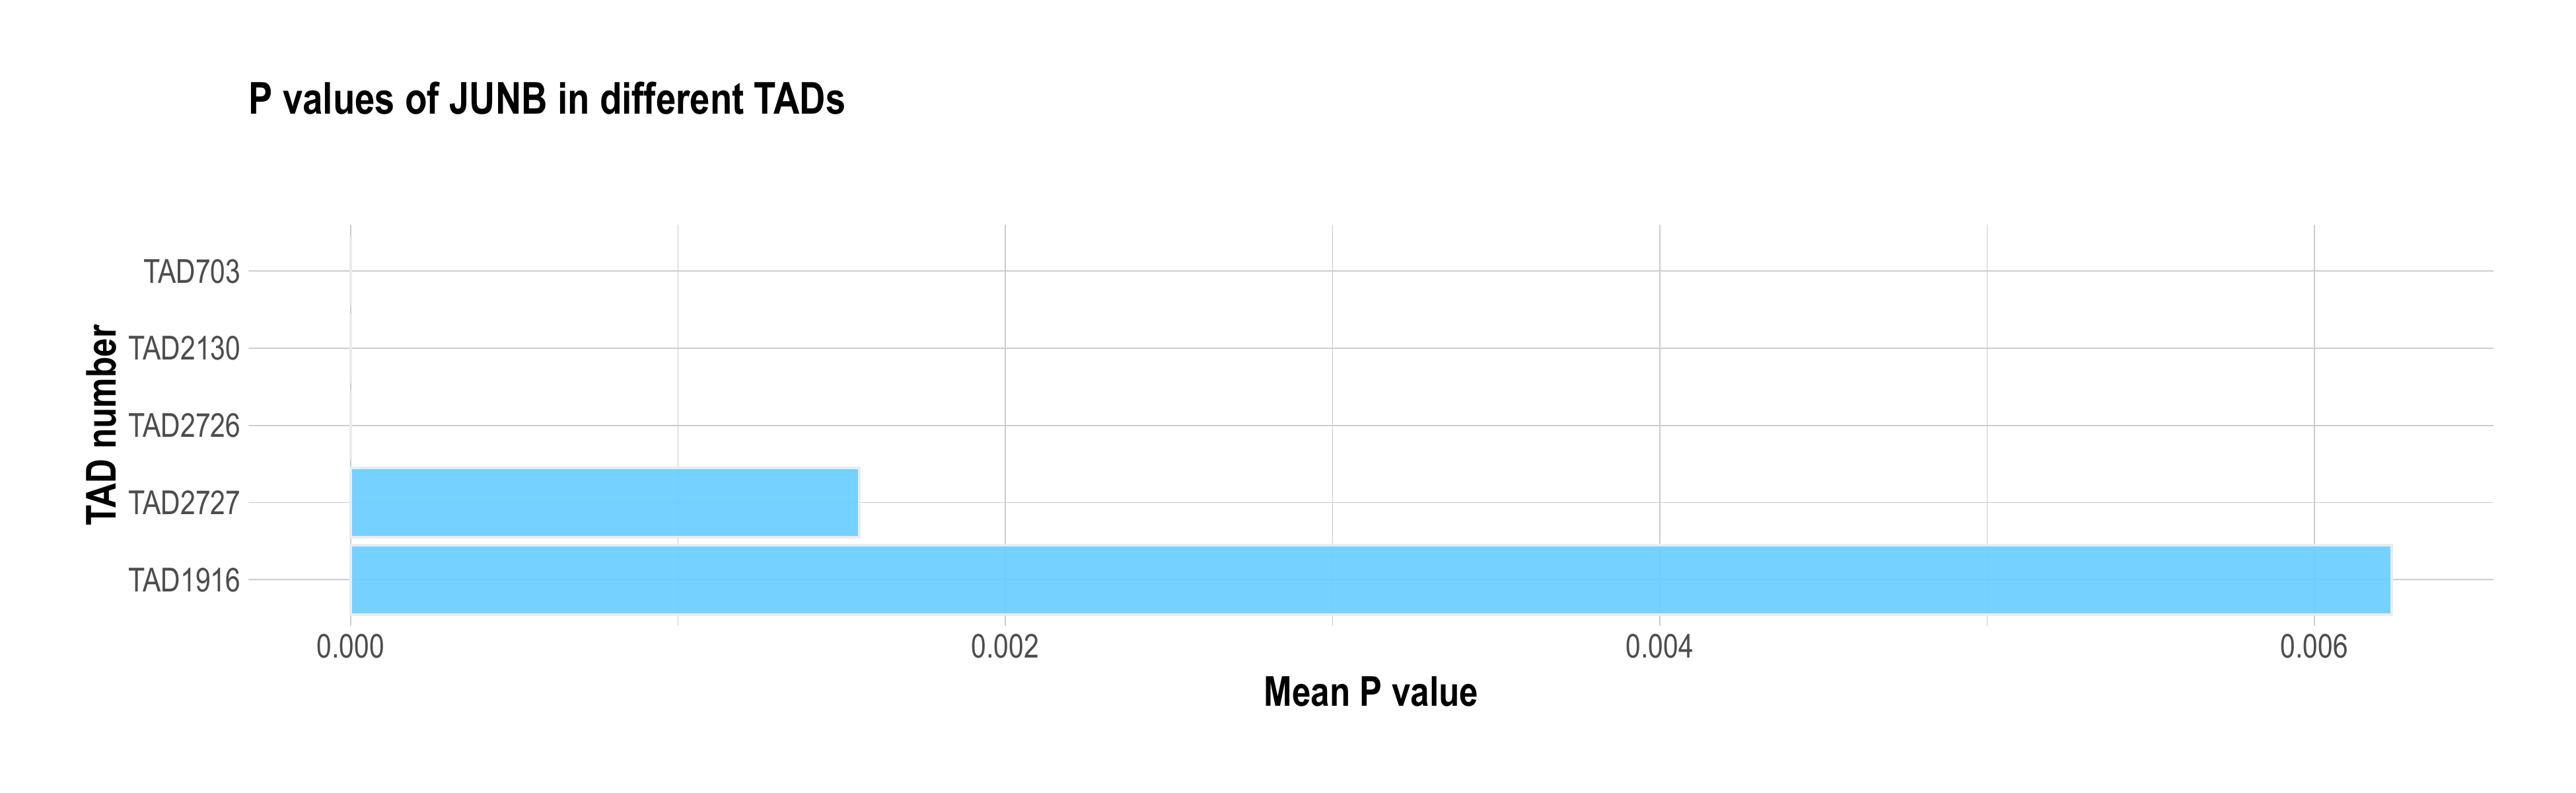 P values of JUNB in different TADs
TAD number
TAD703
TAD2130
TAD2726
TAD2727
TAD1916
0.000 0.002 0.004 0.006
Mean P value